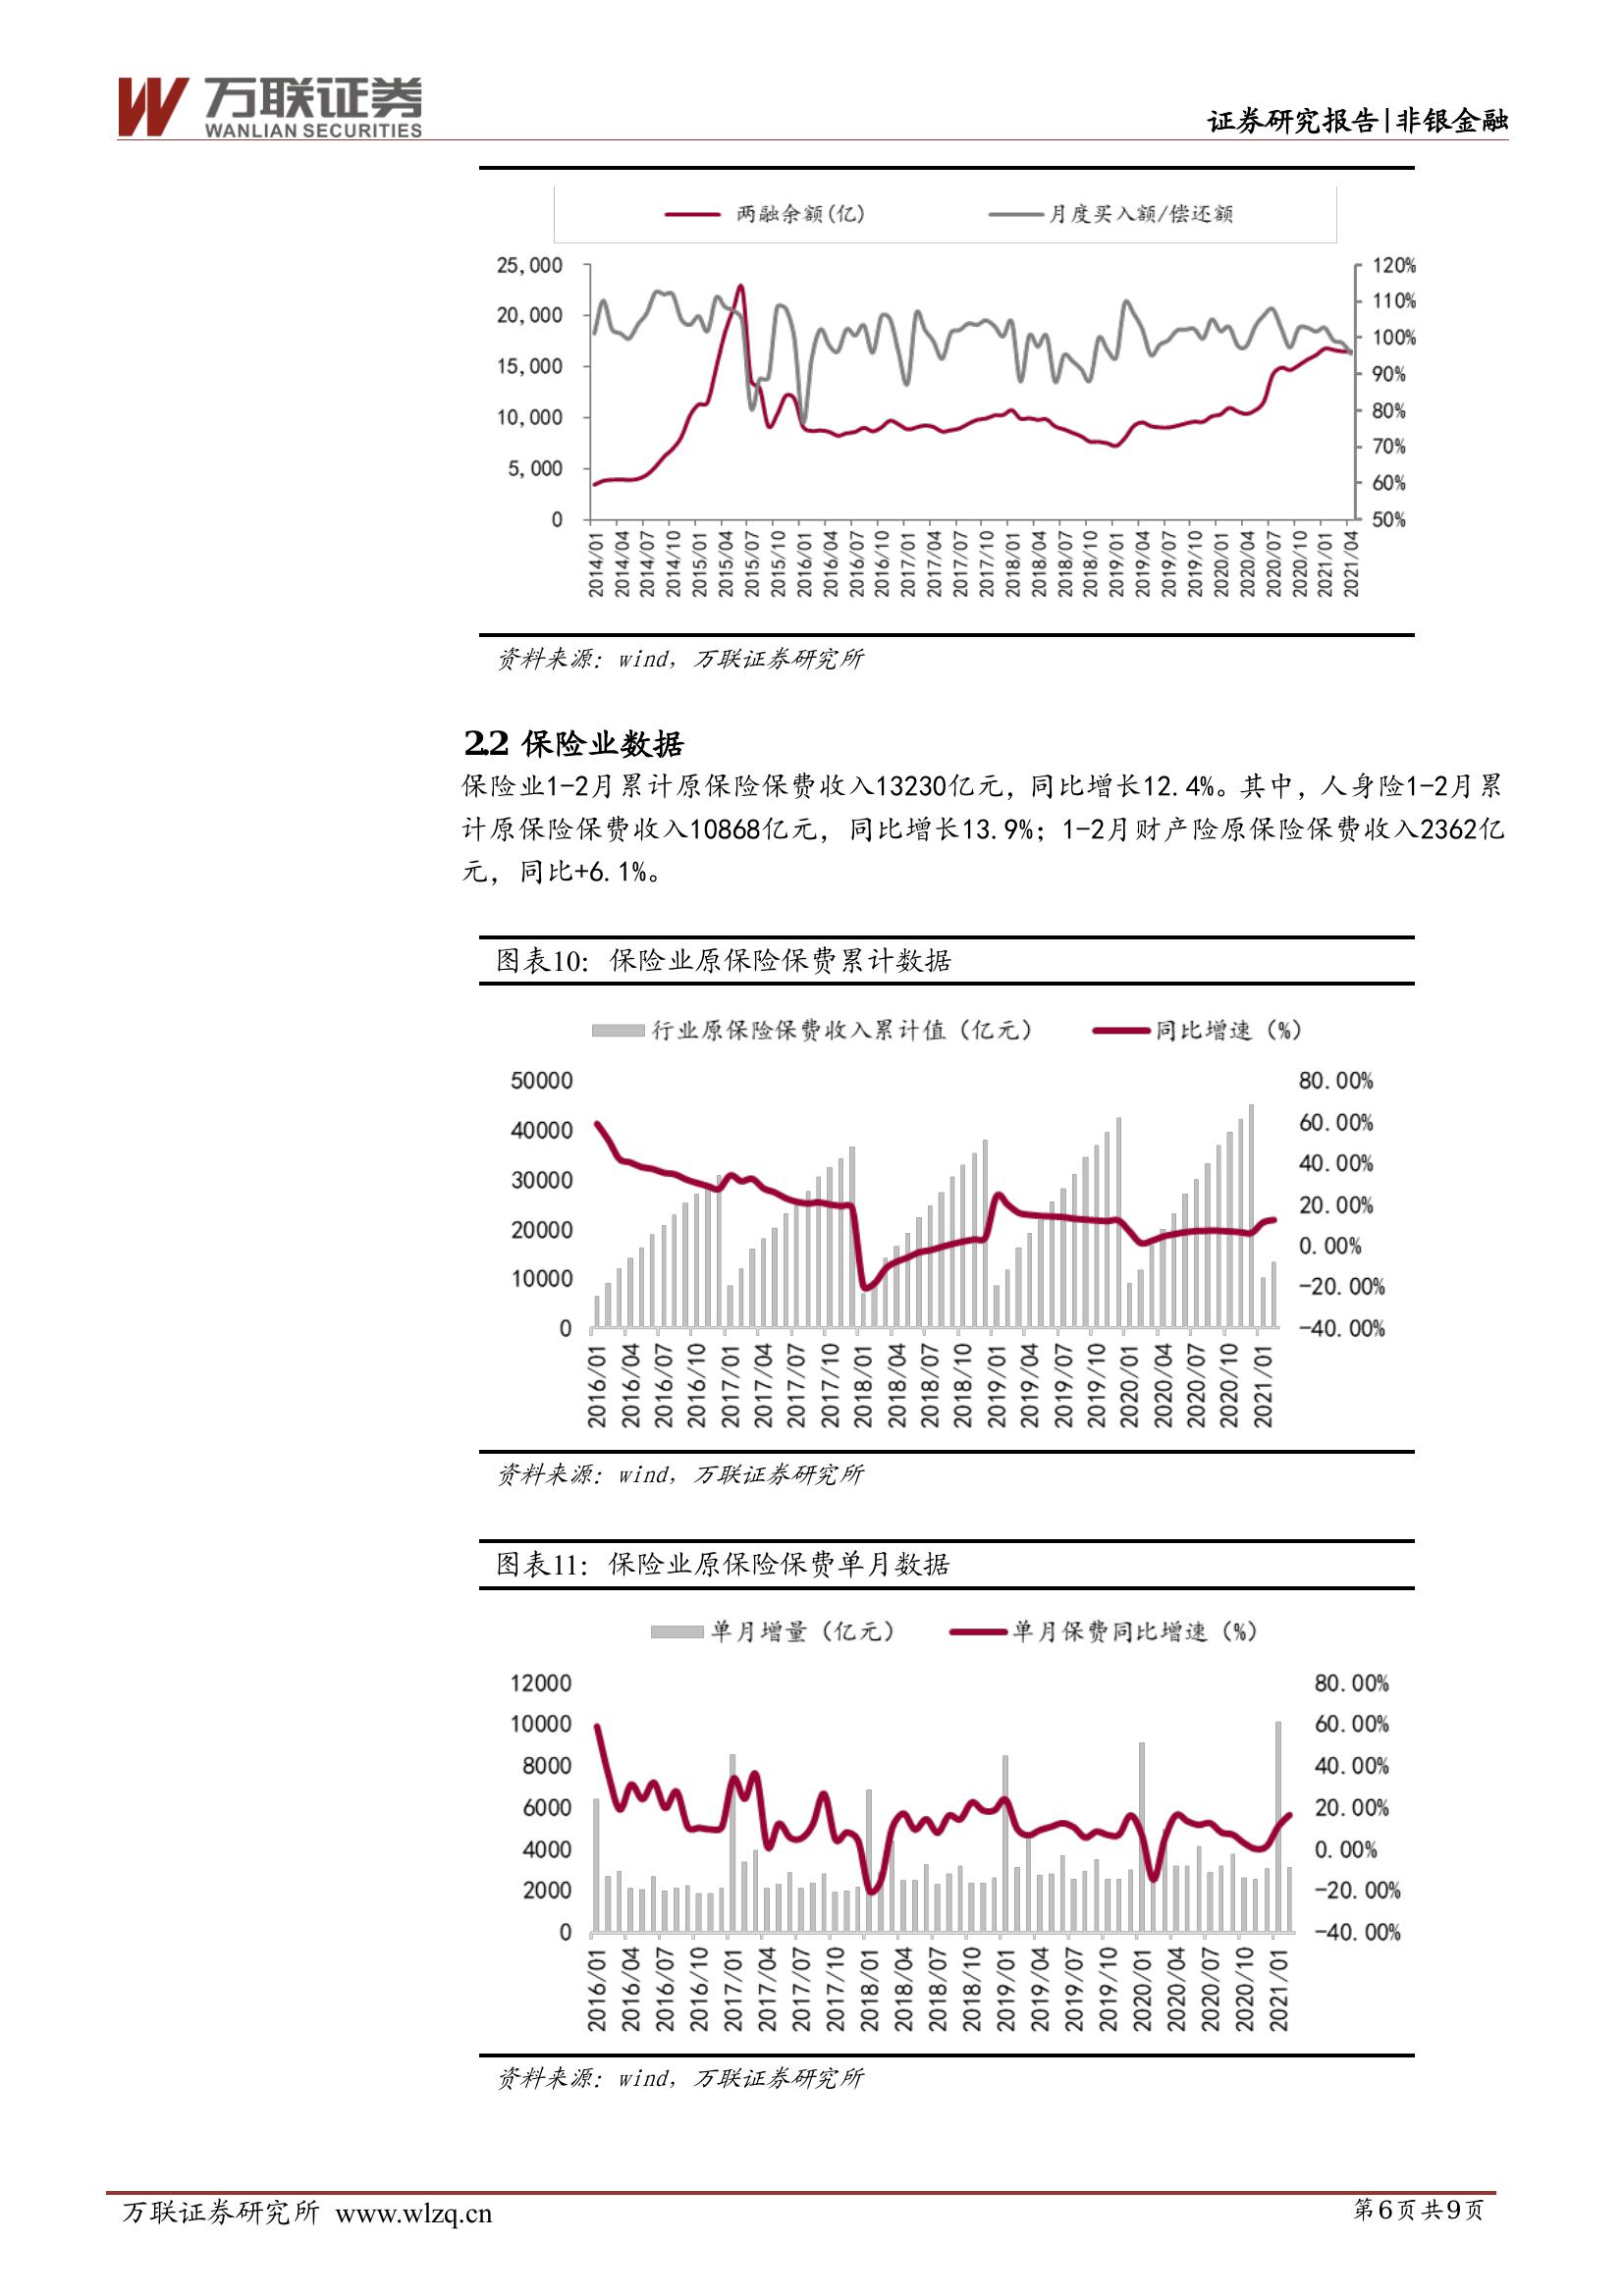 万联证券
WANLIAN SECURITIES
证券研究报告|非银金融
两融余额(亿) 月度买入额/偿还额
25,000 120%
110%
20,000
100%
15,000
90%
10,000 80%
70%
5,000
60%
0 50%
2014/01 2014/04 2014/07 2014/10 2015/01 2015/04 2015/07 2015/10 2016/01 2016/04 2016/07 2016/10 2017/01 2017/04 2017/07 2017/10 2018/01 2018/04 2018/07 2018/10 2019/01 2019/04 2019/07 2019/10 2020/01 2020/04 2020/07 2020/10 2021/01 2021/04
资料来源：wind，万联证券研究所
2.2 保险业数据
保险业1-2月累计原保险保费收入13230亿元，同比增长12.4%。其中，人身险1-2月累
计原保险保费收入10868亿元，同比增长13.9%；1-2月财产险原保险保费收入2362亿
元，同比+6.1%。
图表10：保险业原保险保费累计数据
行业原保险保费收入累计值（亿元） 同比增速（%）
50000 80.00%
60.00%
40000
40.00%
30000
20.00%
20000
0.00%
10000
-20.00%
0 -40.00%
2016/01 2016/04 2016/07 2016/10 2017/01 2017/04 2017/07 2017/10 2018/01 2018/04 2018/07 2018/10 2019/01 2019/04 2019/07 2019/10 2020/01 2020/04 2020/07 2020/10 2021/01
资料来源：wind，万联证券研究所
图表11：保险业原保险保费单月数据
单月增量（亿元） 单月保费同比增速（%）
12000 80.00%
10000 60.00%
8000 40.00%
6000 20.00%
4000 0.00%
2000 -20.00%
0 -40.00%
2016/01 2016/04 2016/07 2016/10 2017/01 2017/04 2017/07 2017/10 2018/01 2018/04 2018/07 2018/10 2019/01 2019/04 2019/07 2019/10 2020/01 2020/04 2020/07 2020/10 2021/01
资料来源：wind，万联证券研究所
万联证券研究所 www.wlzq.cn 第6页共9页